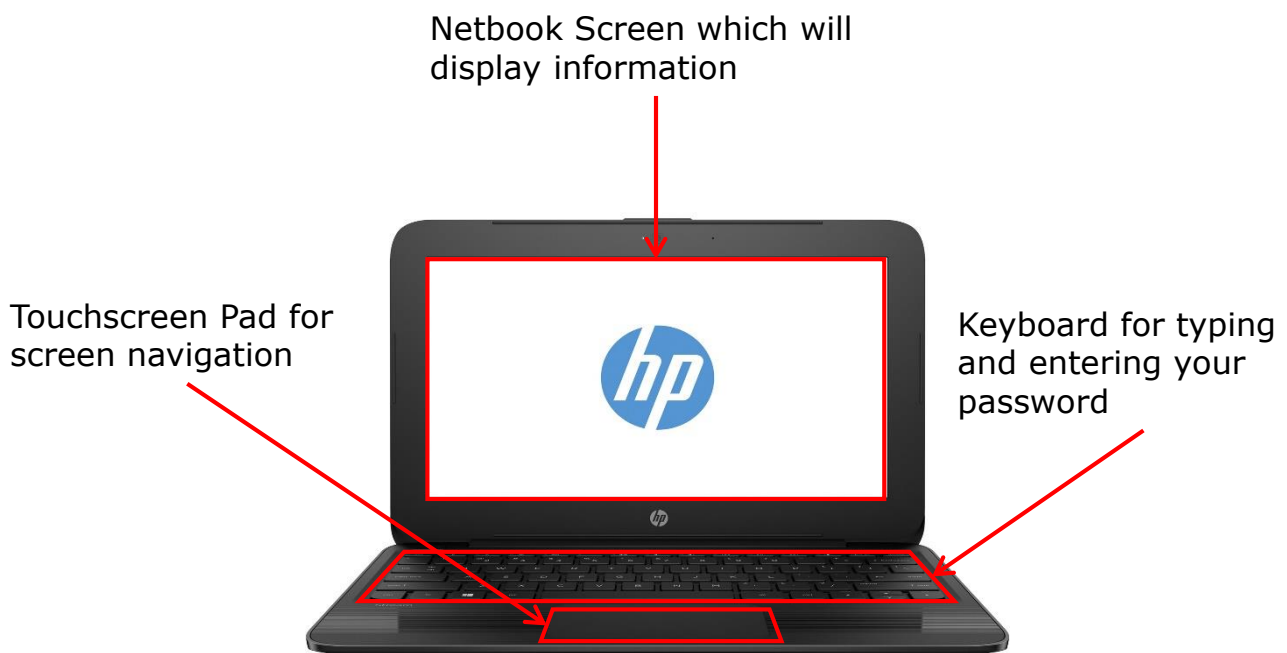 Netbook Screen which will
display information
Touchscreen Pad for
screen navigation
Keyboard for typing
and entering your
password
hp
hp